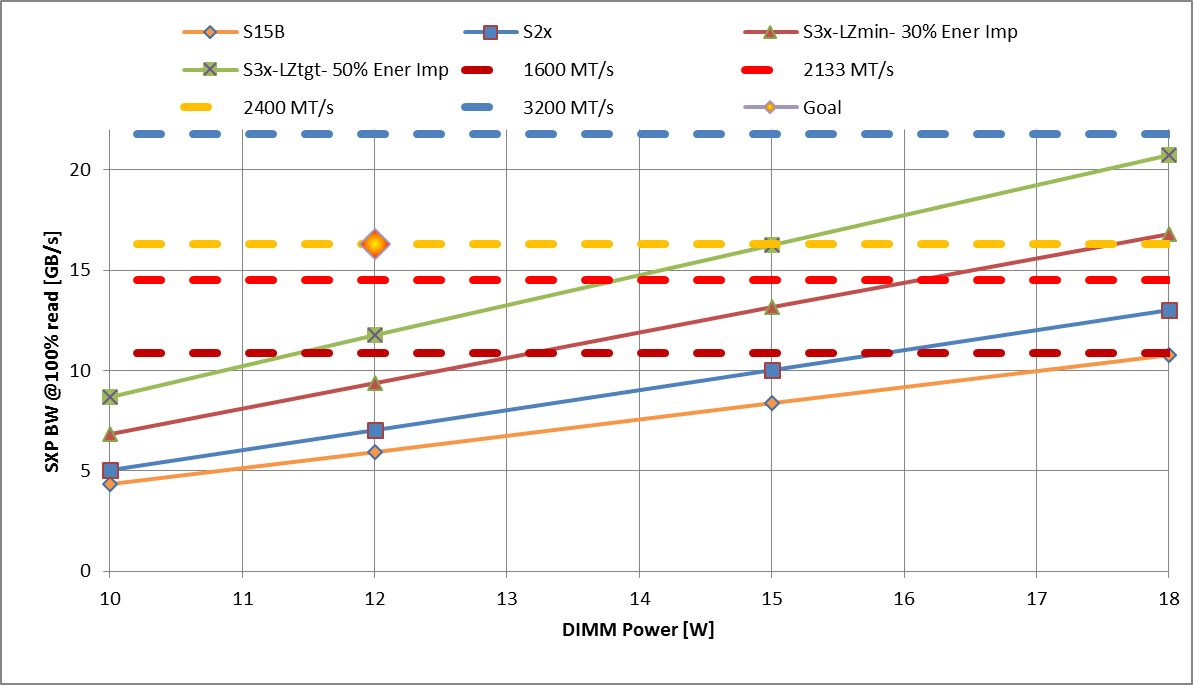 S15B S2x S3x-LZmin- 30% Ener Imp
S3x-LZtgt- 50% Ener Imp 1600 MT/s 2133 MT/s
2400 MT/s 3200 MT/s Goal
20
15
10
5
0
SXP BW @100% read [GB/s]
10 11 12 13 14 15 16 17 18
DIMM Power [W]